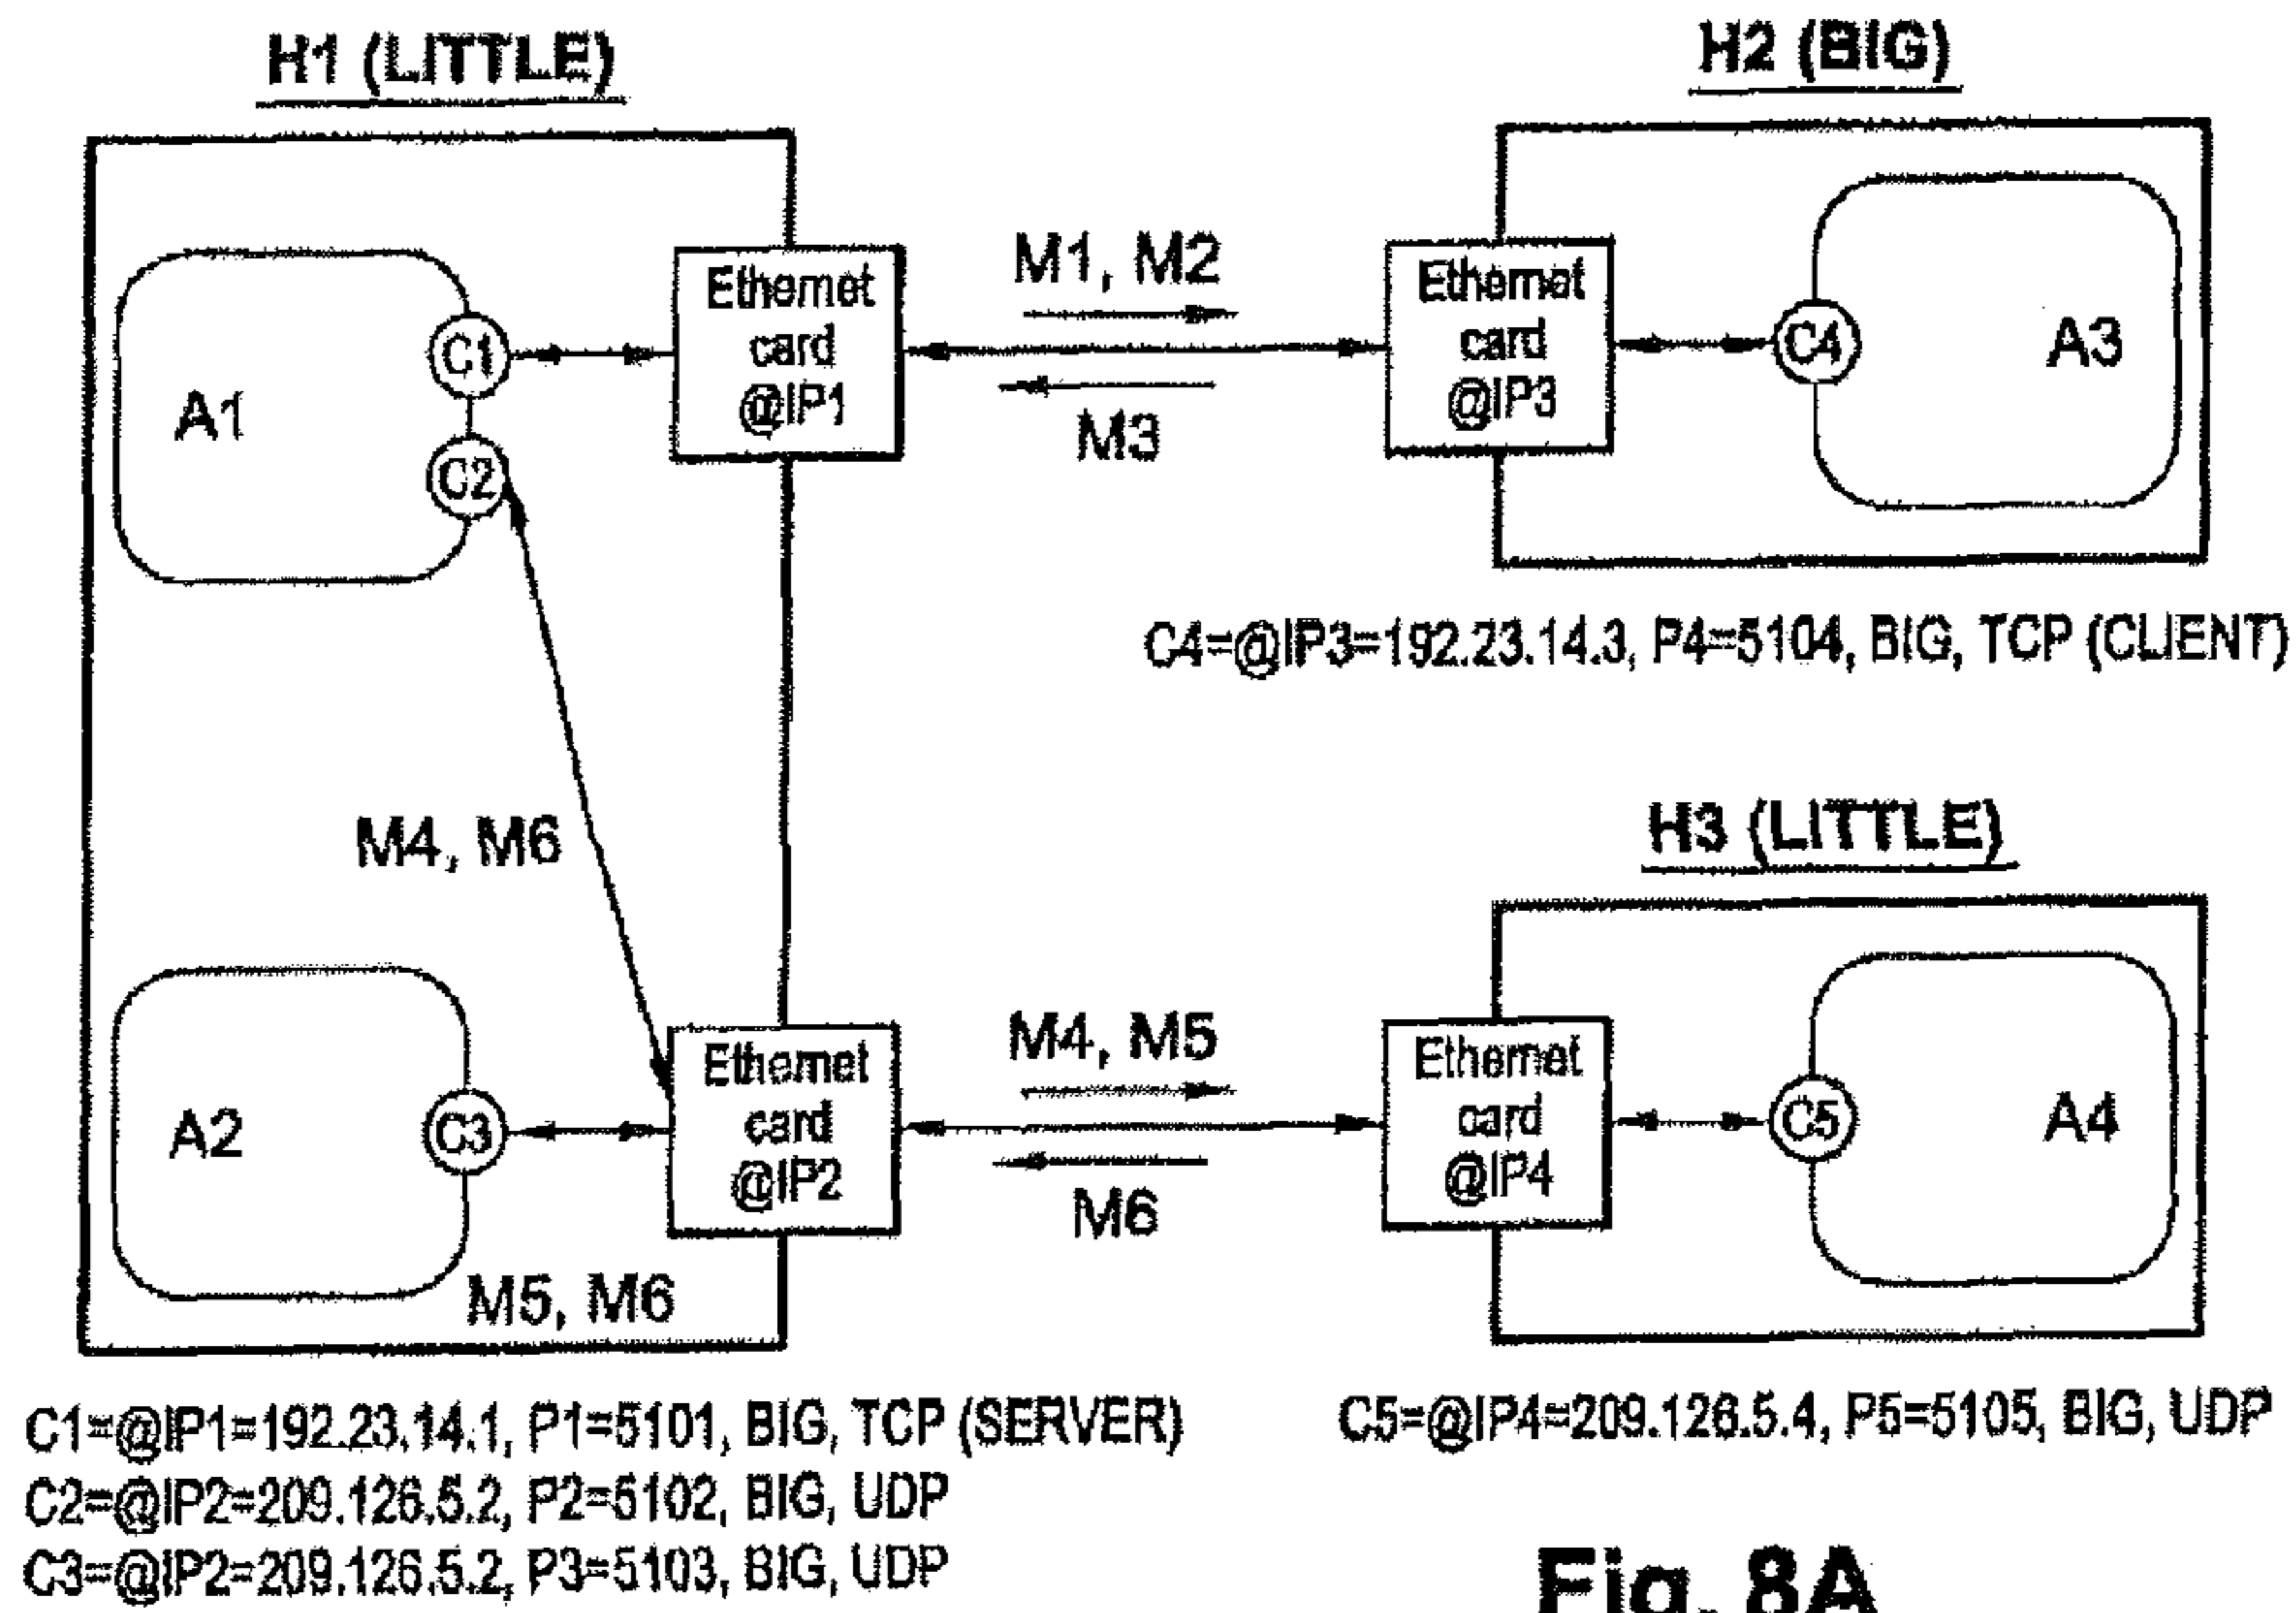 H1 (LITTLE)
H2 (BIG)
A1
C1
C2
Ethernet
card
@IP1
M1, M2
M3
Ethernet
card
@IP3
C4
A3
C4=@IP3=192.23.14.3, P4=5104, BIG, TCP (CLIENT)
M4, M6
H3 (LITTLE)
A2
C3
M5, M6
Ethernet
card
@IP2
M4, M5
M6
Ethernet
card
@IP4
C5
A4
C1=@IP1=192.23.14.1, P1=5101, BIG, TCP (SERVER)
C2=@IP2=209.126.5.2, P2=5102, BIG, UDP
C3=@IP2=209.126.5.2, P3=5103, BIG, UDP
C5=@IP4=209.126.5.4, P5=5105, BIG, UDP
Fig. 8A